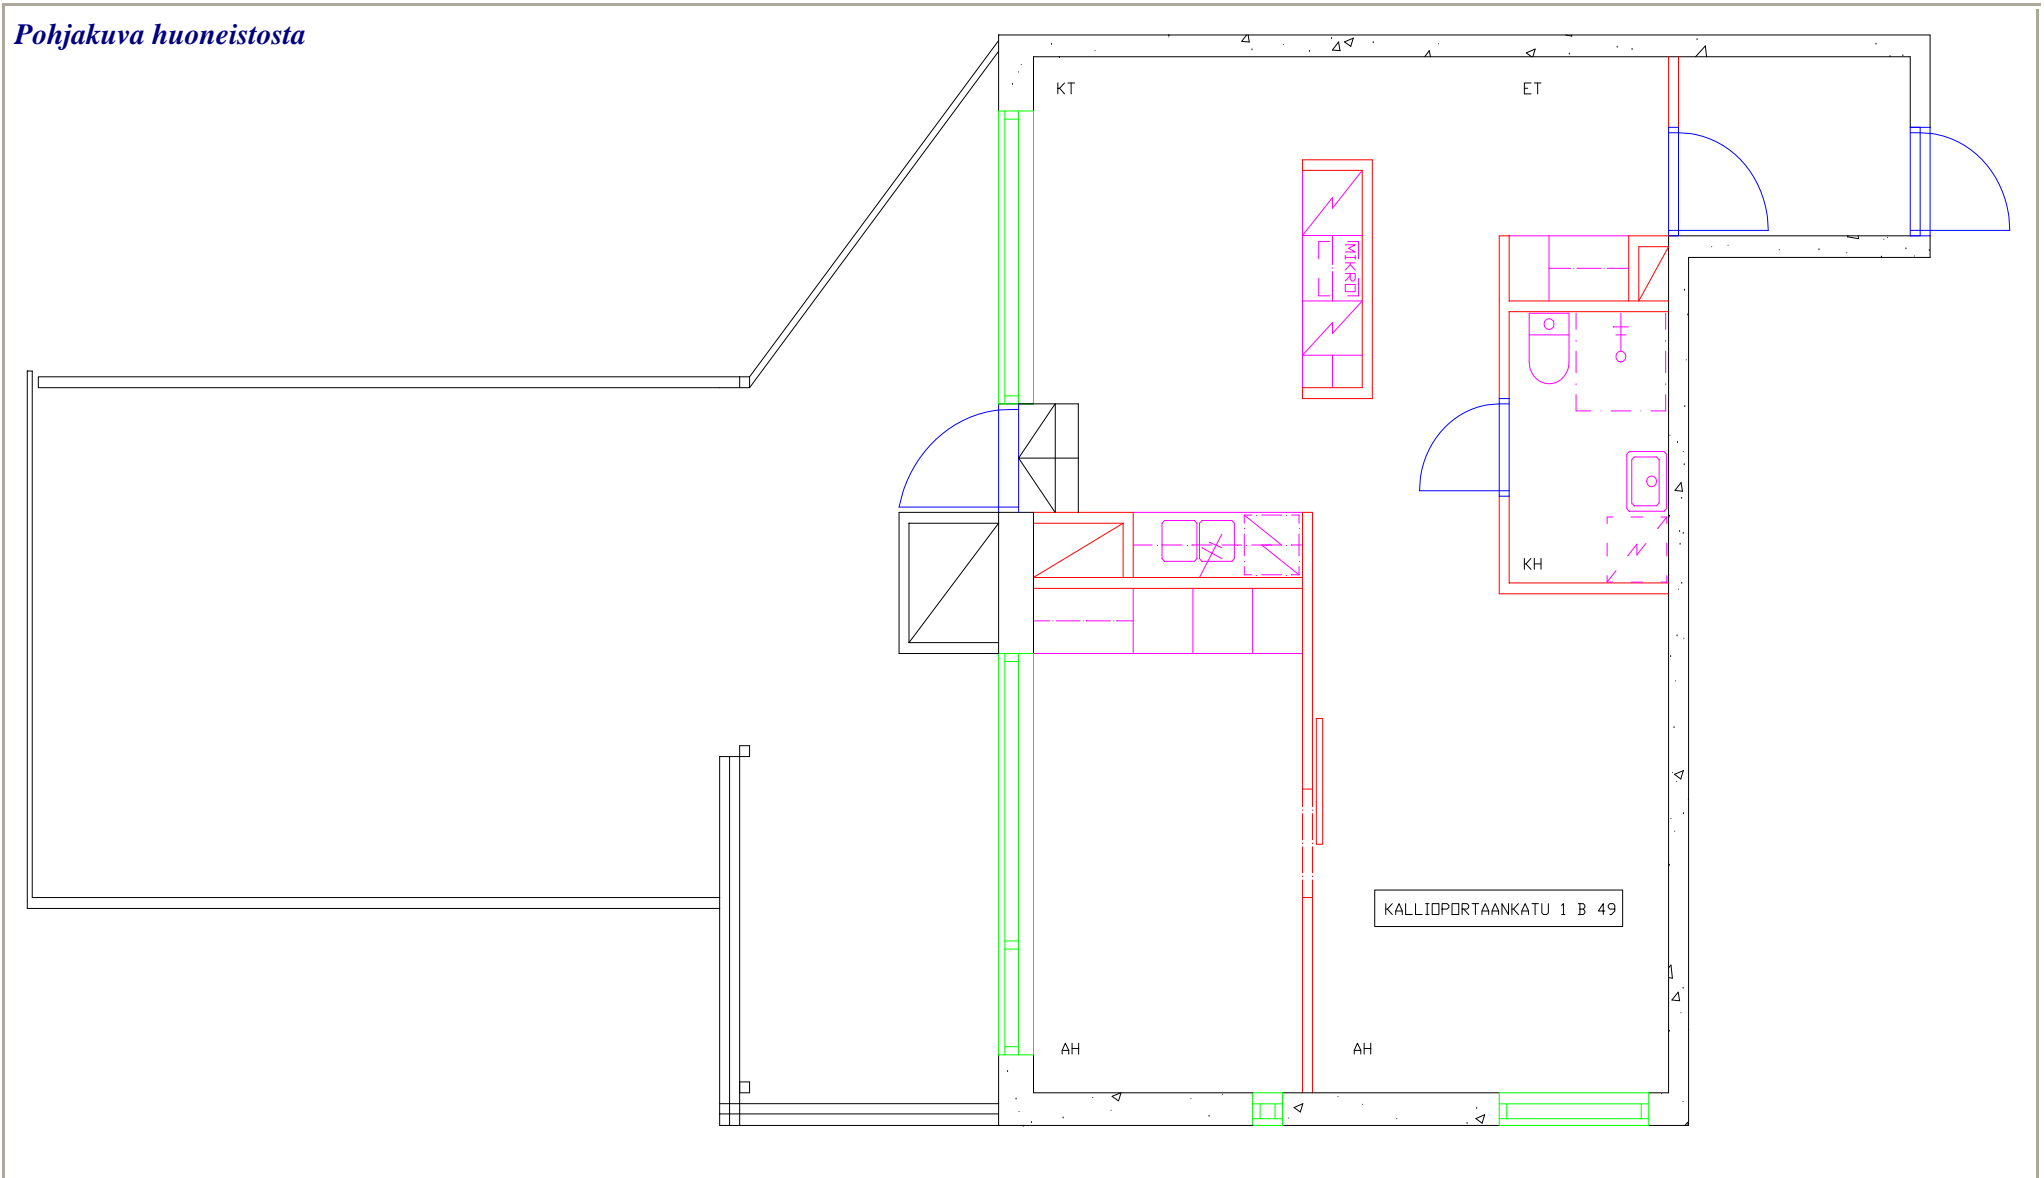 Pohjakuva huoneistosta
KT
ET
MIKRO
KH
KALLIOPORTAANKATU 1 B 49
AH
AH